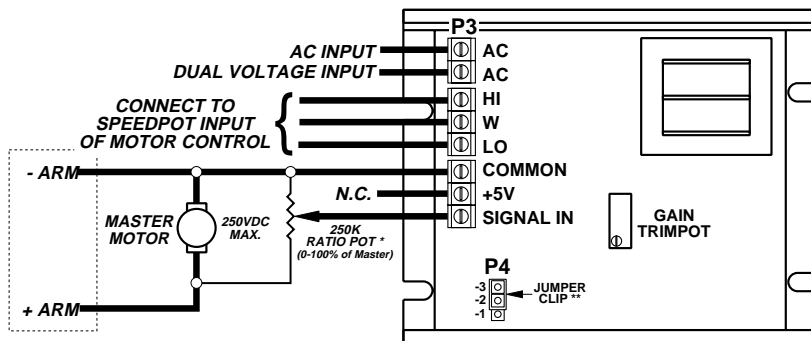 P3
AC INPUT
AC
DUAL VOLTAGE INPUT
AC
CONNECT TO
SPEEDPOT INPUT
OF MOTOR CONTROL
HI
W
LO
- ARM
COMMON
N.C.
+5V
SIGNAL IN
MASTER
MOTOR
250VDC
MAX.
250K
RATIO POT *
(0-100% of Master)
GAIN
TRIMPOT
P4
-3
-2
-1
JUMPER
CLIP **
+ ARM